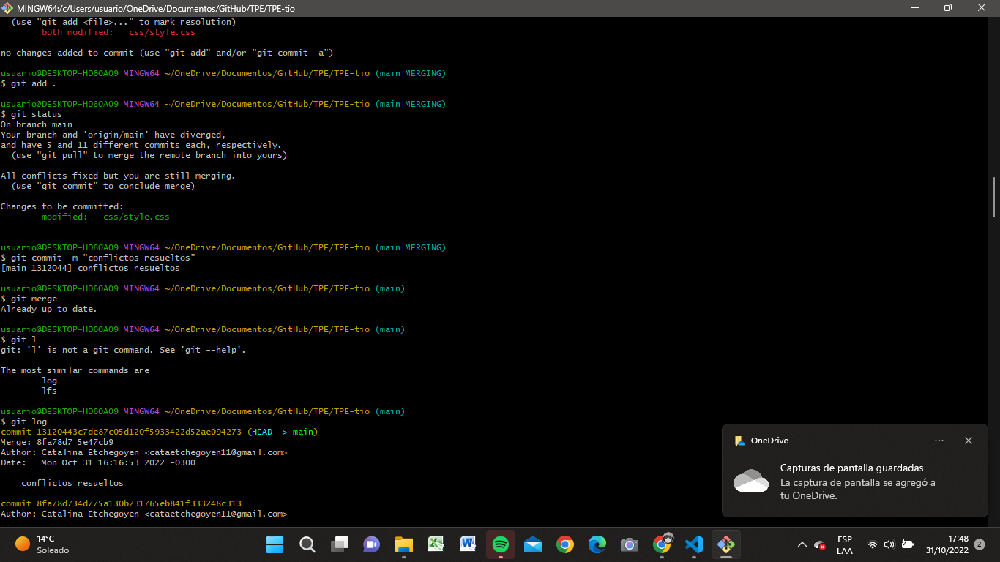 MINGW64:/c/Users/usuario/OneDrive/Documentos/GitHub/TPE/TPE-tio
  (use "git add <file>..." to mark resolution)
        both modified:   css/style.css

no changes added to commit (use "git add" and/or "git commit -a")

usuario@DESKTOP-HD6OAO9 MINGW64 ~/OneDrive/Documentos/GitHub/TPE/TPE-tio (main|MERGING)
$ git add .

usuario@DESKTOP-HD6OAO9 MINGW64 ~/OneDrive/Documentos/GitHub/TPE/TPE-tio (main|MERGING)
$ git status
On branch main
Your branch and 'origin/main' have diverged,
and have 5 and 11 different commits each, respectively.
  (use "git pull" to merge the remote branch into yours)

All conflicts fixed but you are still merging.
  (use "git commit" to conclude merge)

Changes to be committed:
        modified:   css/style.css

usuario@DESKTOP-HD6OAO9 MINGW64 ~/OneDrive/Documentos/GitHub/TPE/TPE-tio (main|MERGING)
$ git commit -m "conflictos resueltos"
[main 1312044] conflictos resueltos

usuario@DESKTOP-HD6OAO9 MINGW64 ~/OneDrive/Documentos/GitHub/TPE/TPE-tio (main)
$ git merge
Already up to date.

usuario@DESKTOP-HD6OAO9 MINGW64 ~/OneDrive/Documentos/GitHub/TPE/TPE-tio (main)
$ git l
git: 'l' is not a git command. See 'git --help'.

The most similar commands are
        log
        lfs

usuario@DESKTOP-HD6OAO9 MINGW64 ~/OneDrive/Documentos/GitHub/TPE/TPE-tio (main)
$ git log
commit 13120443c7de87c05d120f5933422d52ae094273 (HEAD -> main)
Merge: 8fa78d7 5e47cb9
Author: Catalina Etchegoyen <cataetchegoyen11@gmail.com>
Date:   Mon Oct 31 16:16:53 2022 -0300

    conflictos resueltos

commit 8fa78d734d775a130b231765eb841f333248c313
Author: Catalina Etchegoyen <cataetchegoyen11@gmail.com>
OneDrive
Capturas de pantalla guardadas
La captura de pantalla se agregó a
tu OneDrive.
14°C
Soleado
ESP
LAA
17:48
31/10/2022
2